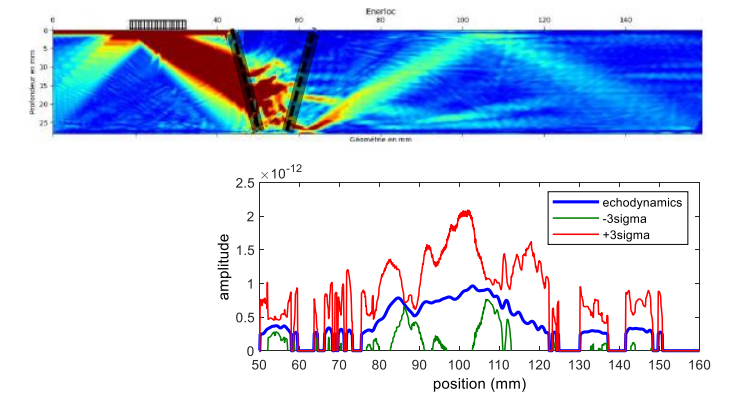 Enerloc
0 40 60 80 100 120 140
0
5
10
15
20
25
Profondeur en mm
Géométrie en mm
×10-12
2.5
2
1.5
1
0.5
0
amplitude
echodynamics
-3sigma
+3sigma
50 60 70 80 90 100 110 120 130 140 150 160
position (mm)